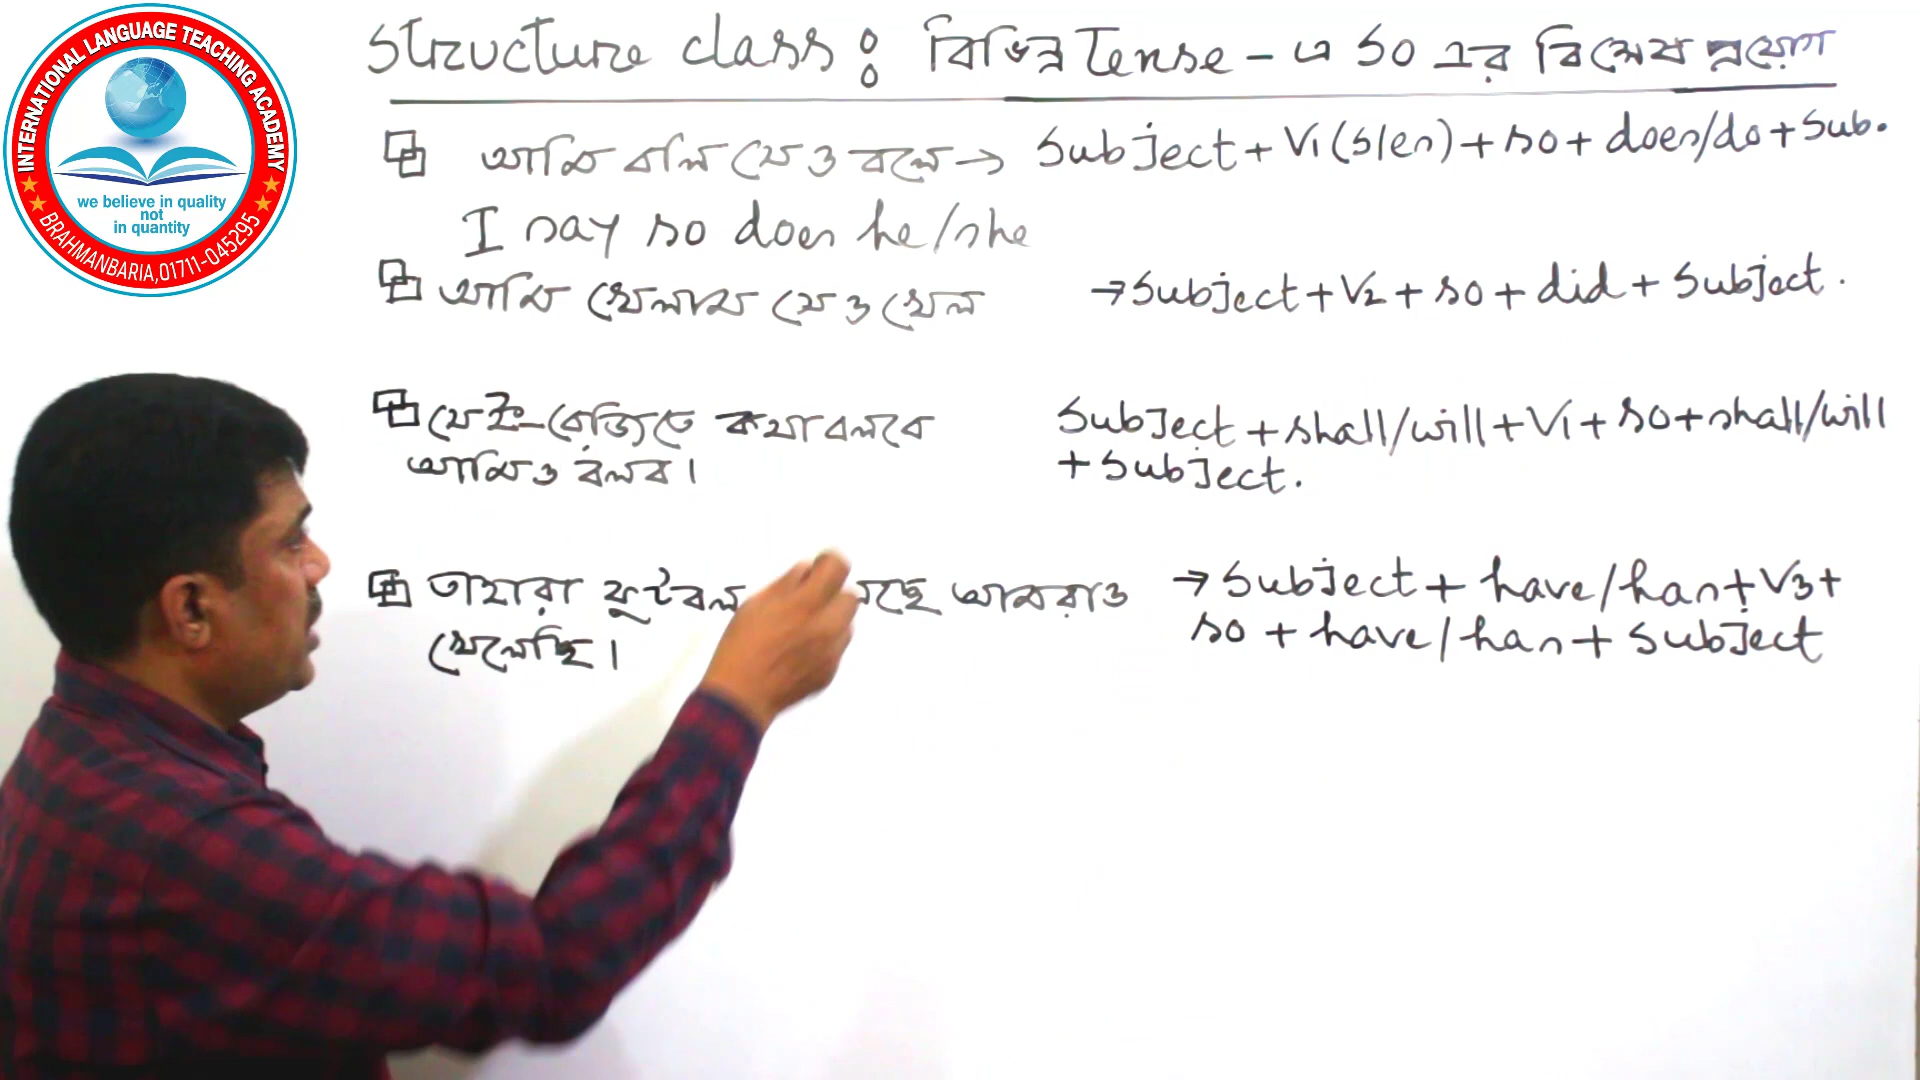 INTERNATIONAL LANGUAGE TEACHING ACADEMY
we believe in quality
not
in quantity
BRAHMANBARIA,01711-045295
Structure class: বিভিন্ন Tense - এ SO এর বিশেষ প্রয়োগ
আমি বলি সে ও বলে → Subject + V1 (s/es) + so + does/do + Sub.
I say so does he/she
আমি খেলাম সে ও খেল → Subject + V2 + so + did + Subject.
সে ইংরেজিতে কথা বলবে Subject + shall/will + V1 + so + shall/will
আমিও বলব। + Subject.
তাহারা ফুটবল আমরাও → Subject + have/has + V3 +
খেলেছি। so + have/has + Subject